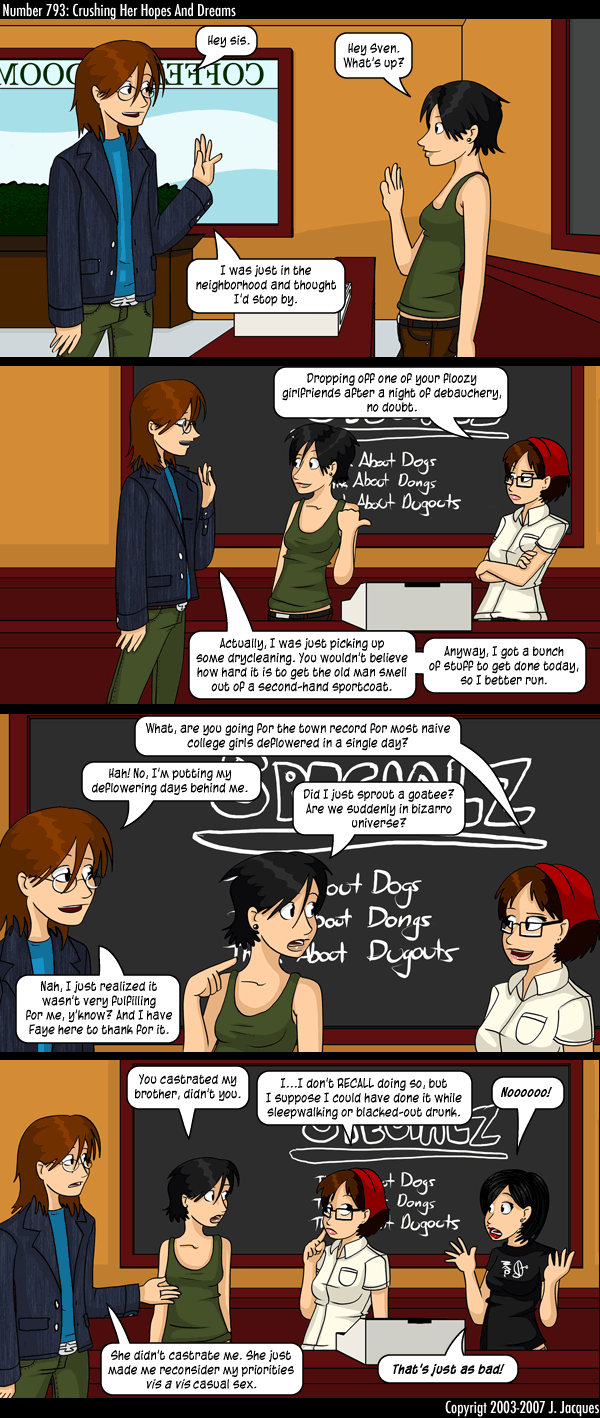 Number 793: Crushing Her Hopes And Dreams
COFFEE
DOOM
Hey sis.
Hey Sven.
What's up?
I was just in the
neighborhood and thought
I'd stop by.
Dropping off one of your floozy
girlfriends after a night of debauchery,
no doubt.
About Dogs
About Dongs
About Dugouts
Actually, I was just picking up
some drycleaning. You wouldn't believe
how hard it is to get the old man smell
out of a second-hand sportcoat.
Anyway, I got a bunch
of stuff to get done today,
so I better run.
What, are you going for the town record for most naive
college girls deflowered in a single day?
Hah! No, I'm putting my
deflowering days behind me.
Did I just sprout a goatee?
Are we suddenly in bizarro
universe?
SPECIALZ
out Dogs
bout Dongs
About Dugouts
Nah, I just realized it
wasn't very fulfilling
for me, y'know? And I have
Faye here to thank for it.
You castrated my
brother, didn't you.
I...I don't RECALL doing so, but
I suppose I could have done it while
sleepwalking or blacked-out drunk.
Noooooo!
SPECIALZ
ut Dogs
Dongs
Dugouts
She didn't castrate me. She just
made me reconsider my priorities
vis a vis casual sex.
That's just as bad!
Copyrigt 2003-2007 J. Jacques